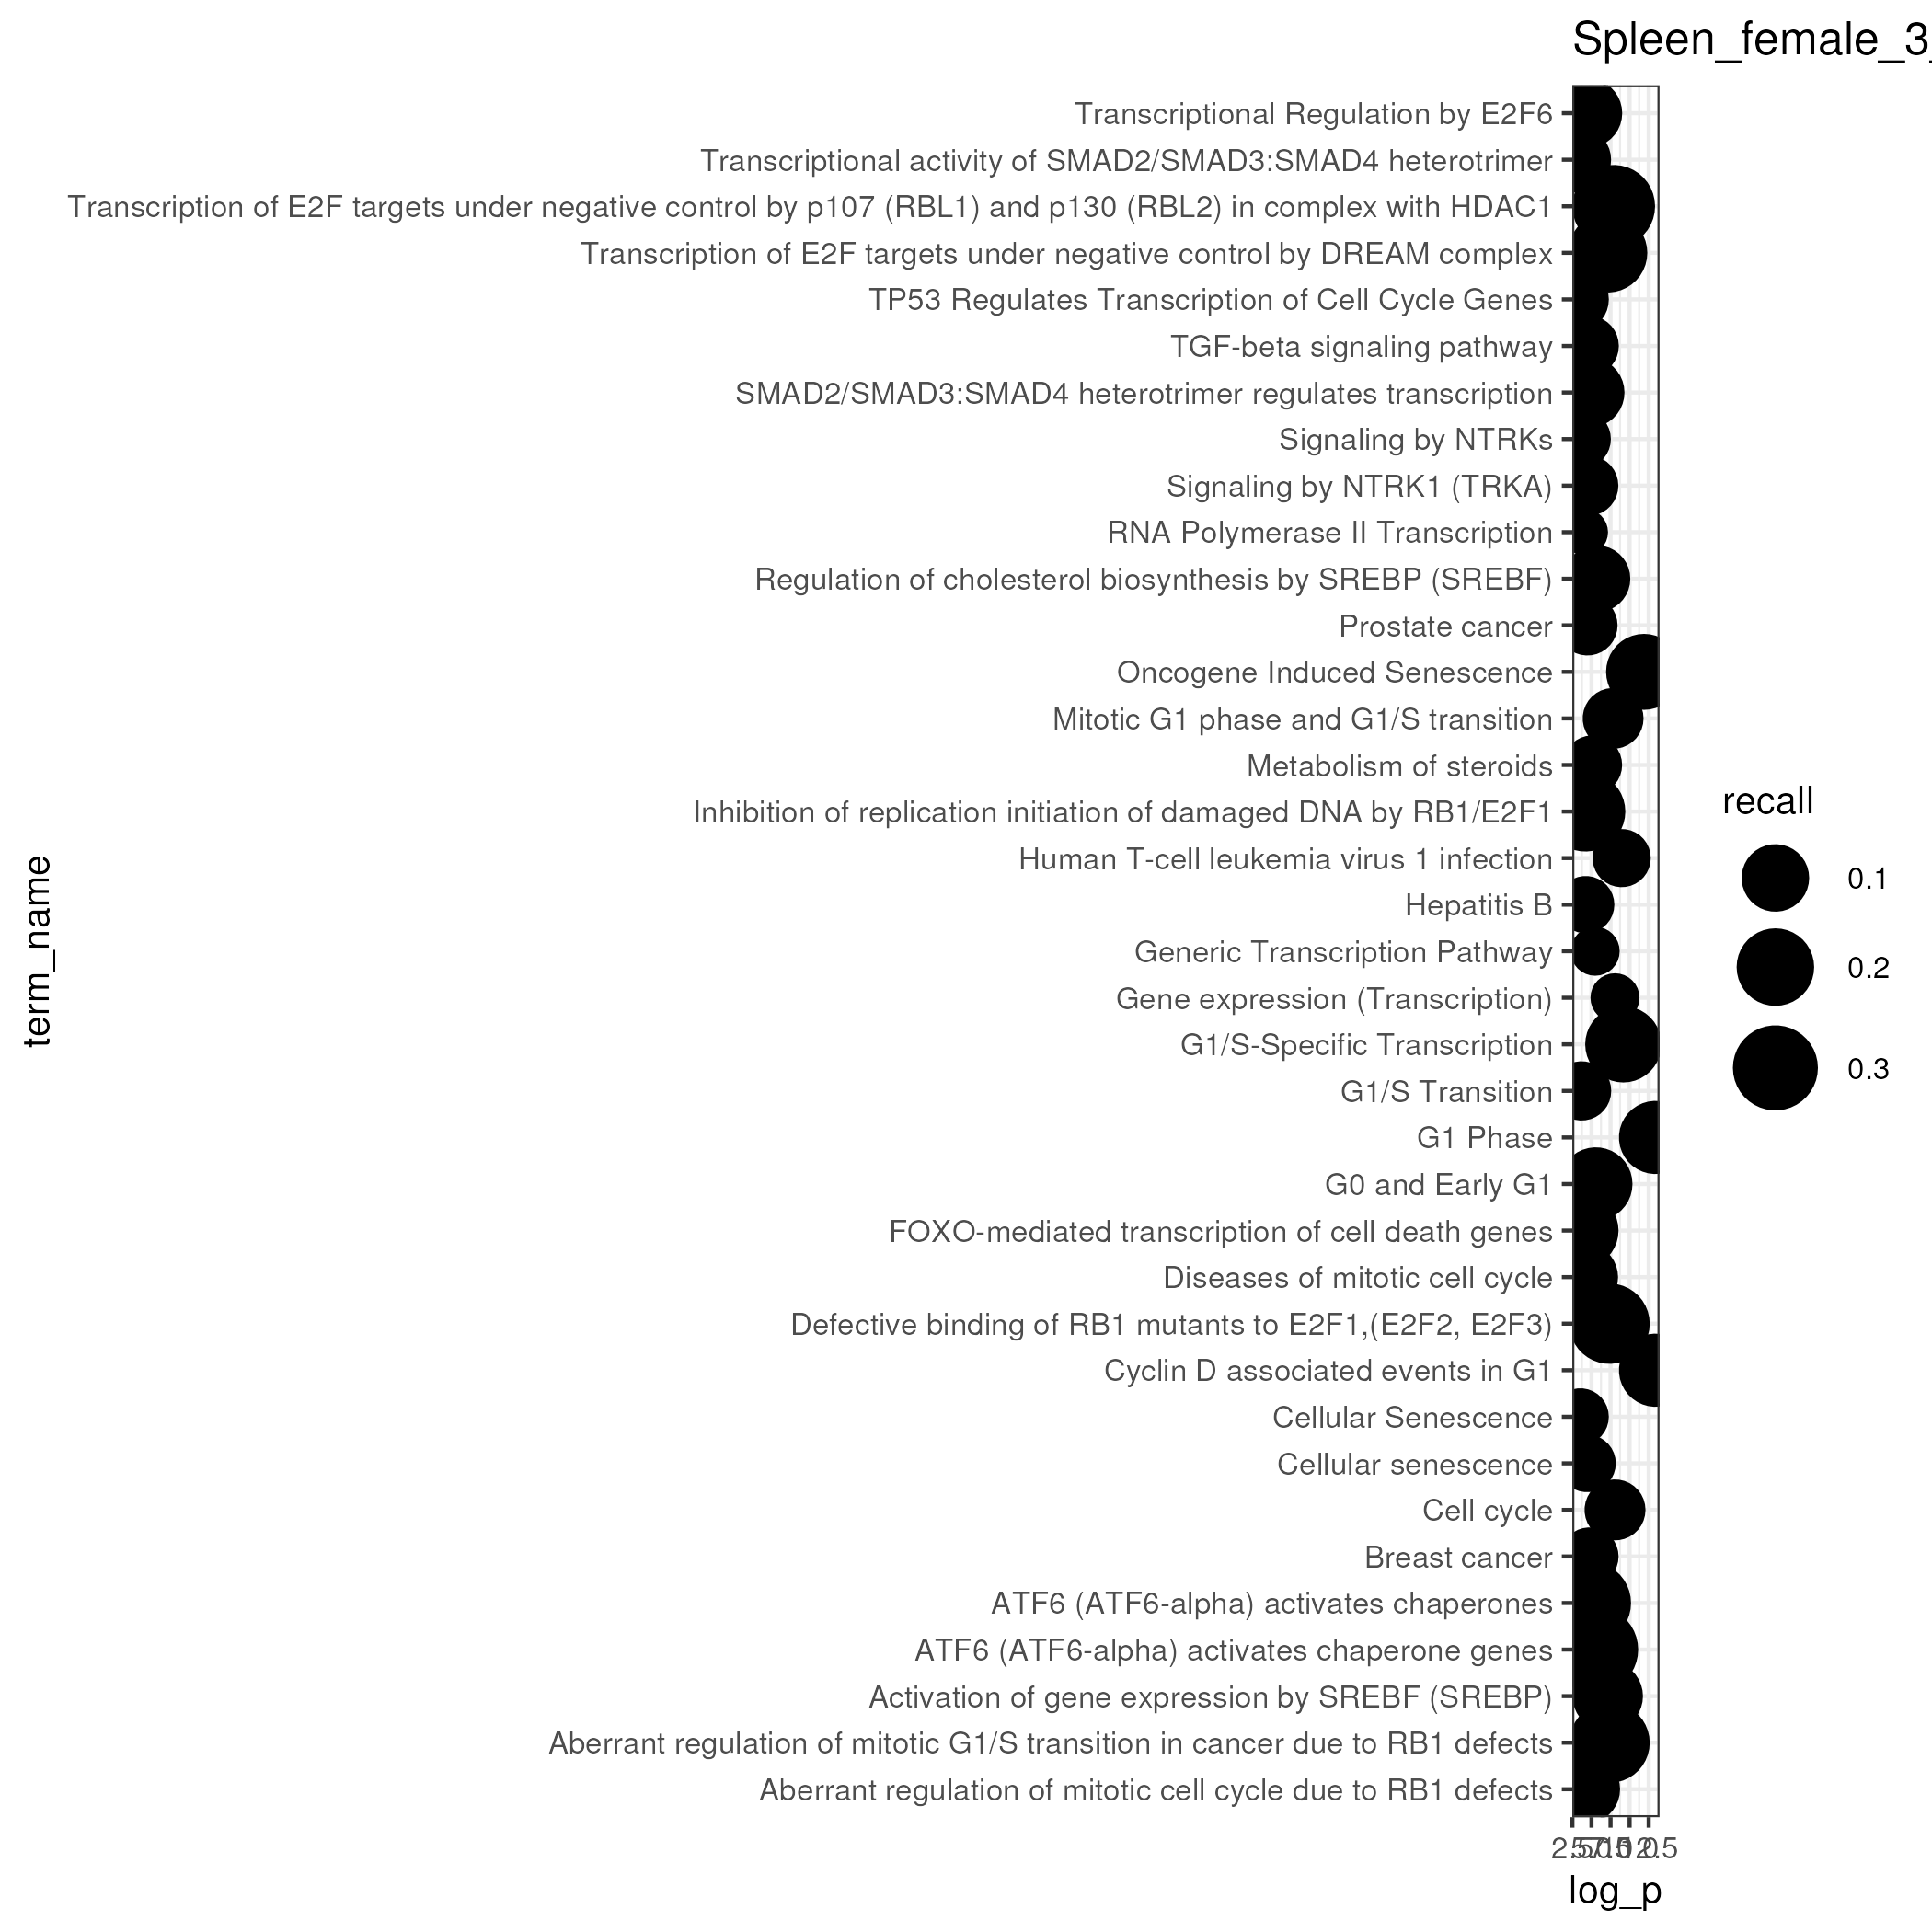 Spleen_female_3_
Transcriptional Regulation by E2F6
Transcriptional activity of SMAD2/SMAD3:SMAD4 heterotrimer
Transcription of E2F targets under negative control by p107 (RBL1) and p130 (RBL2) in complex with HDAC1
Transcription of E2F targets under negative control by DREAM complex
TP53 Regulates Transcription of Cell Cycle Genes
TGF-beta signaling pathway
SMAD2/SMAD3:SMAD4 heterotrimer regulates transcription
Signaling by NTRKs
Signaling by NTRK1 (TRKA)
RNA Polymerase II Transcription
Regulation of cholesterol biosynthesis by SREBP (SREBF)
Prostate cancer
Oncogene Induced Senescence
Mitotic G1 phase and G1/S transition
Metabolism of steroids
Inhibition of replication initiation of damaged DNA by RB1/E2F1
Human T-cell leukemia virus 1 infection
Hepatitis B
Generic Transcription Pathway
Gene expression (Transcription)
G1/S-Specific Transcription
G1/S Transition
G1 Phase
G0 and Early G1
FOXO-mediated transcription of cell death genes
Diseases of mitotic cell cycle
Defective binding of RB1 mutants to E2F1,(E2F2, E2F3)
Cyclin D associated events in G1
Cellular Senescence
Cellular senescence
Cell cycle
Breast cancer
ATF6 (ATF6-alpha) activates chaperones
ATF6 (ATF6-alpha) activates chaperone genes
Activation of gene expression by SREBF (SREBP)
Aberrant regulation of mitotic G1/S transition in cancer due to RB1 defects
Aberrant regulation of mitotic cell cycle due to RB1 defects
term_name
log_p
recall
0.1
0.2
0.3